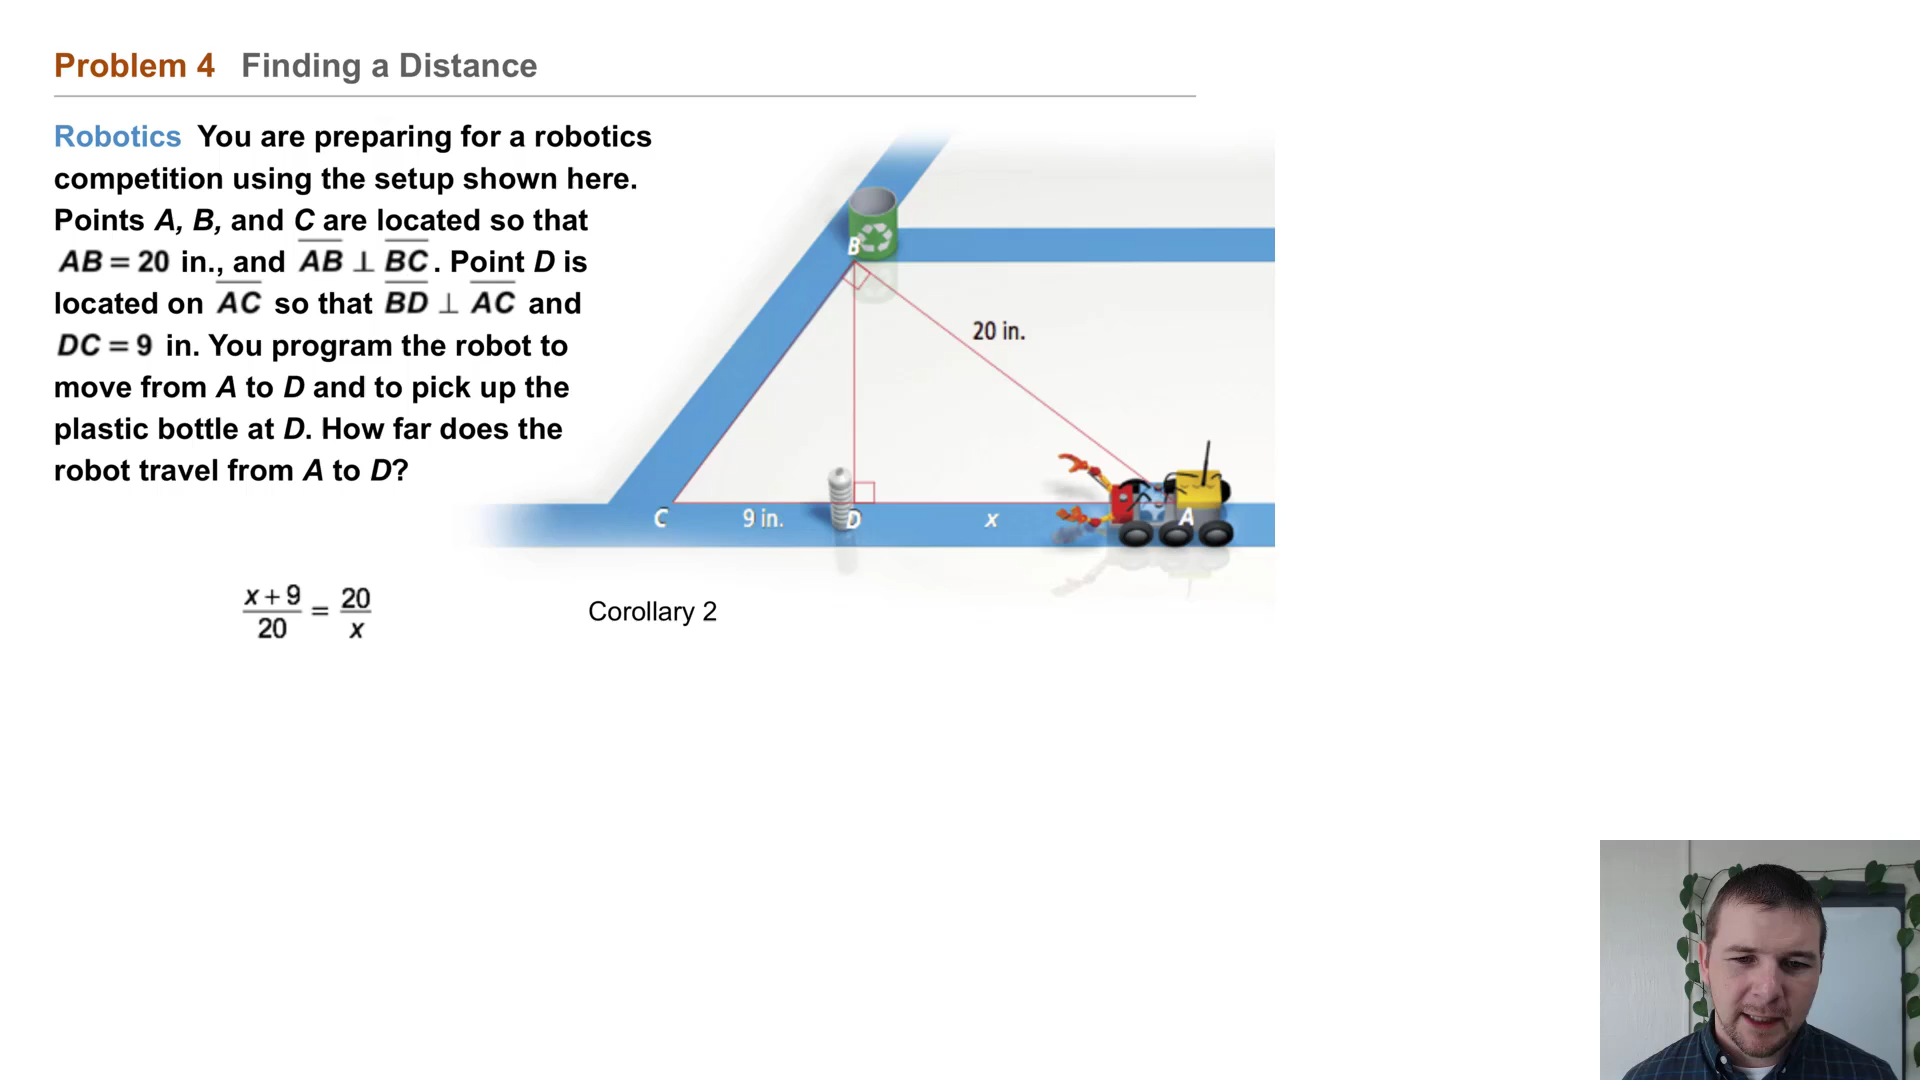 Problem 4 Finding a Distance
Robotics You are preparing for a robotics
competition using the setup shown here.
Points A, B, and C are located so that
AB = 20 in., and AB ⊥ BC. Point D is
located on AC so that BD ⊥ AC and
DC = 9 in. You program the robot to
move from A to D and to pick up the
plastic bottle at D. How far does the
robot travel from A to D?
B
20 in.
C 9 in. D x A
(x + 9)/20 = 20/x Corollary 2